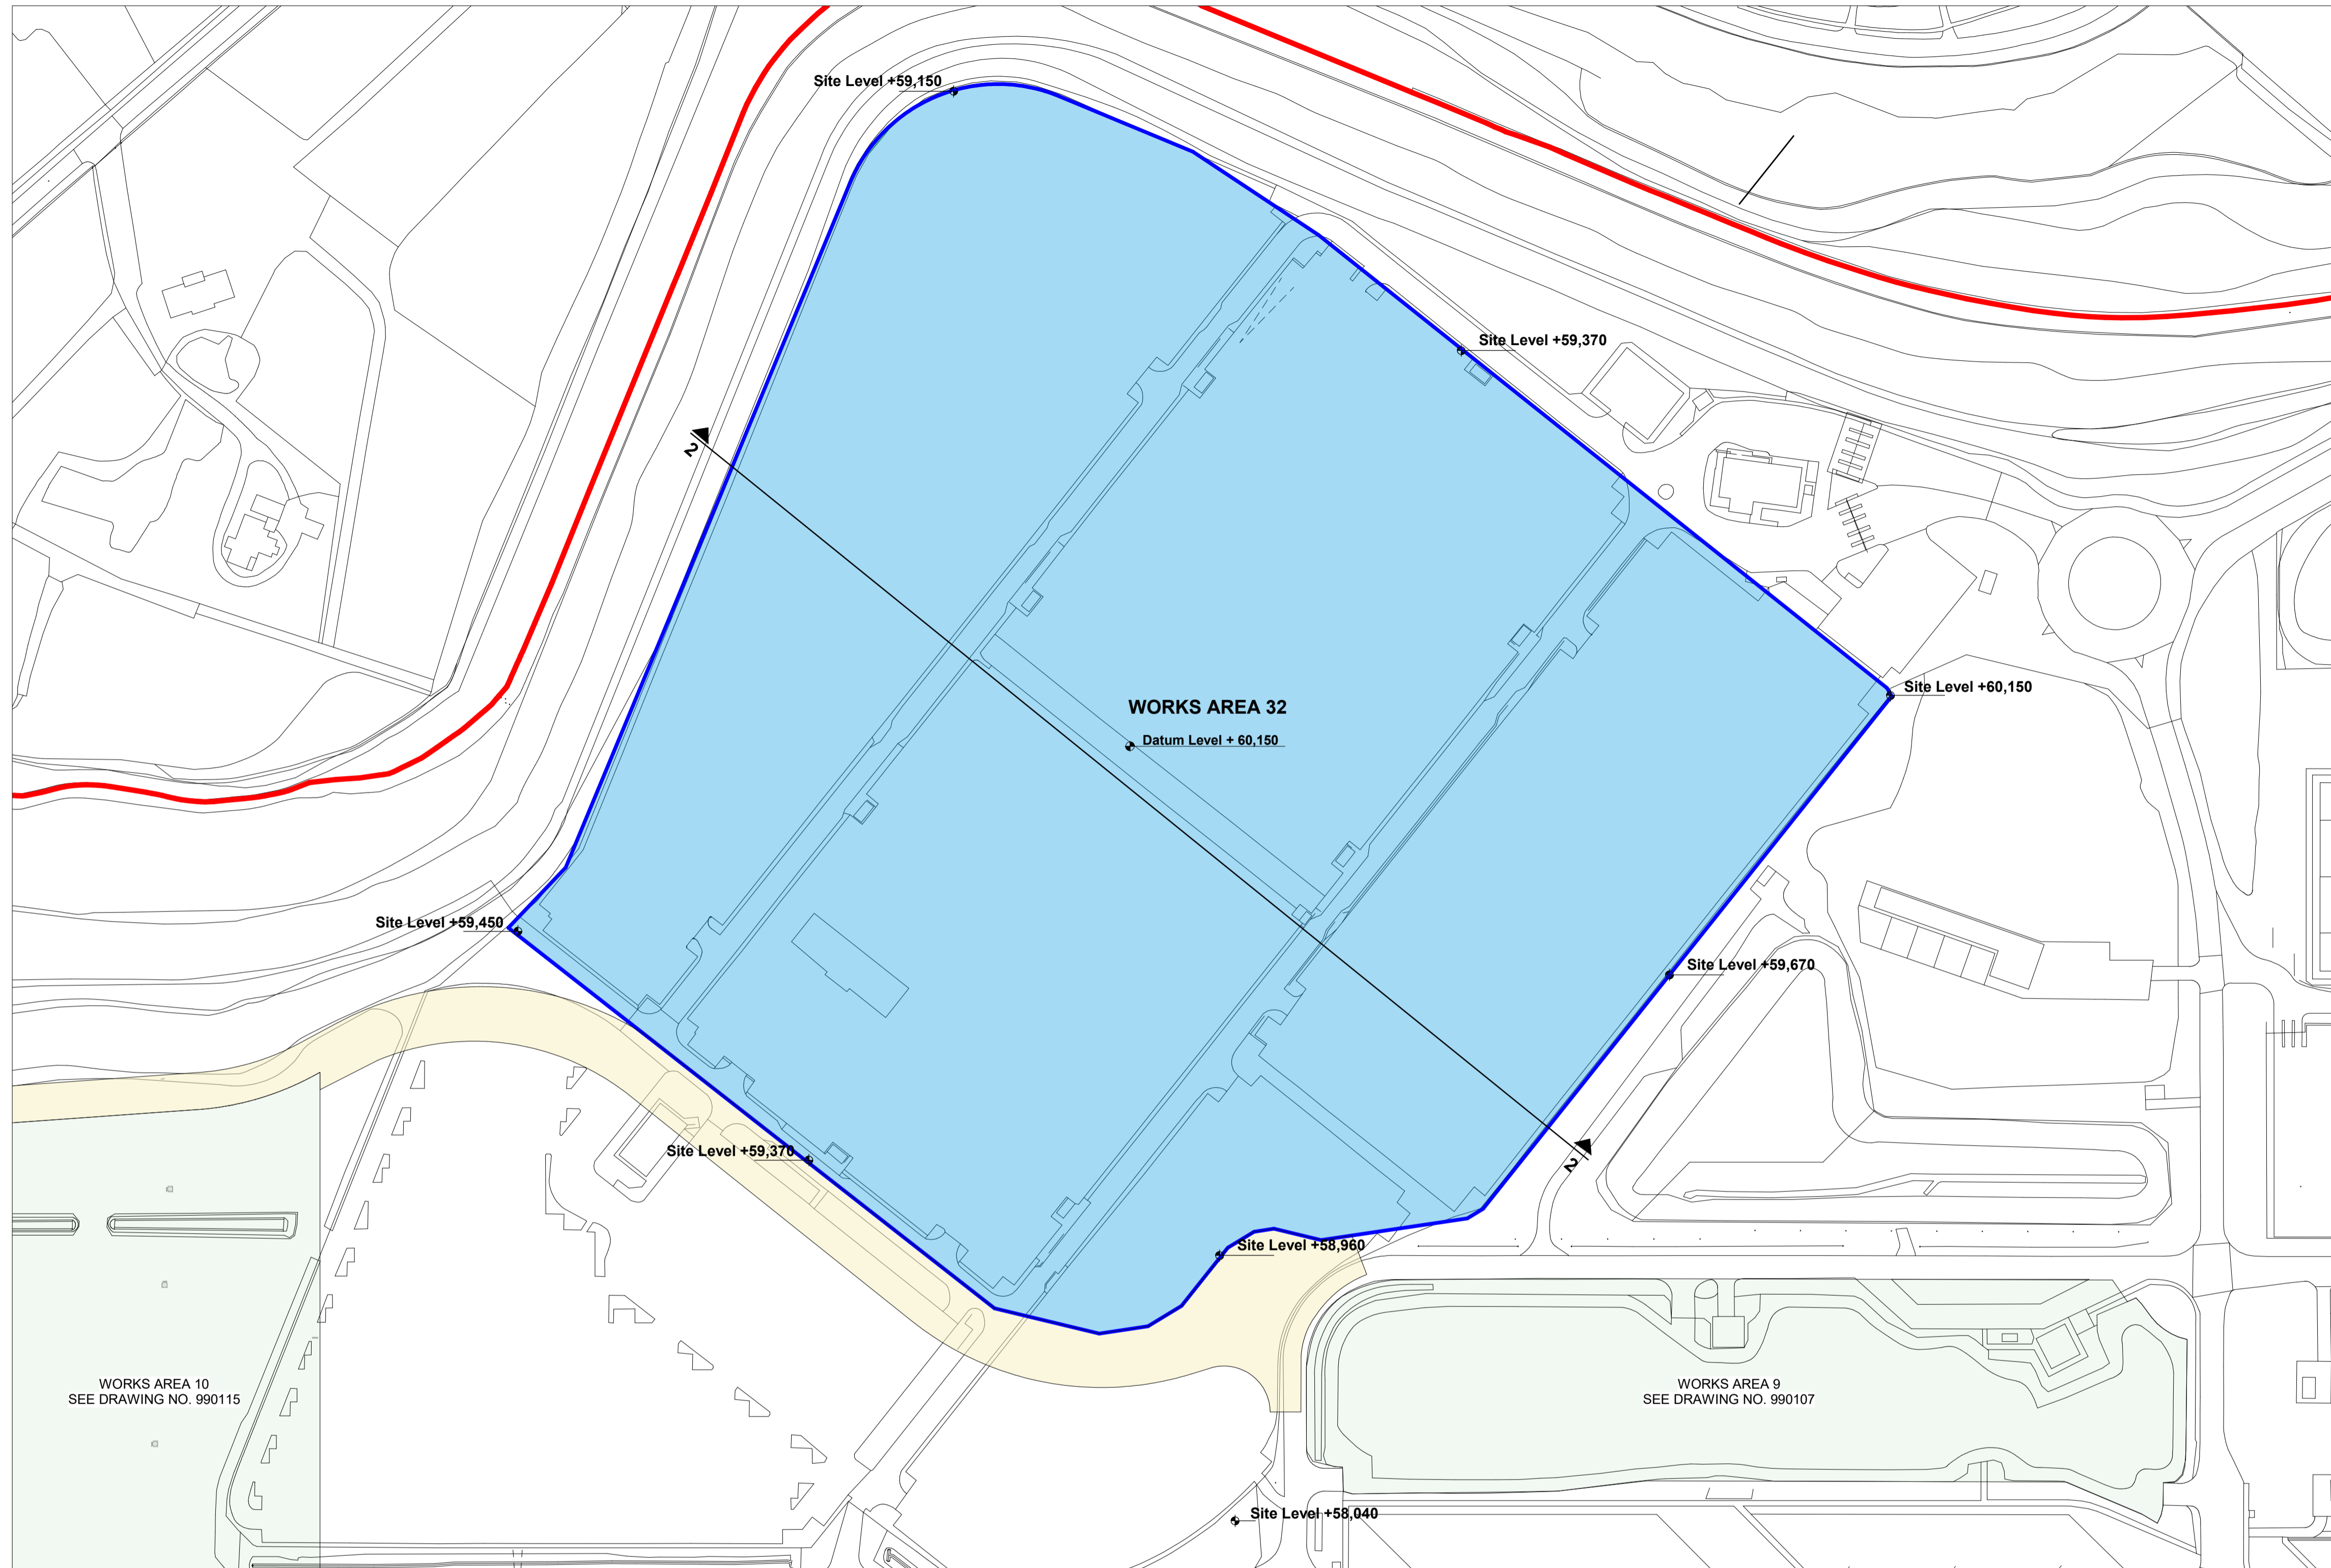 Site Level +59,150
Site Level +59,370
2
Site Level +60,150
WORKS AREA 32
Datum Level + 60,150
Site Level +59,450
Site Level +59,670
Site Level +59,370
2
Site Level +58,960
WORKS AREA 10
SEE DRAWING NO. 990115
WORKS AREA 9
SEE DRAWING NO. 990107
Site Level +58,040